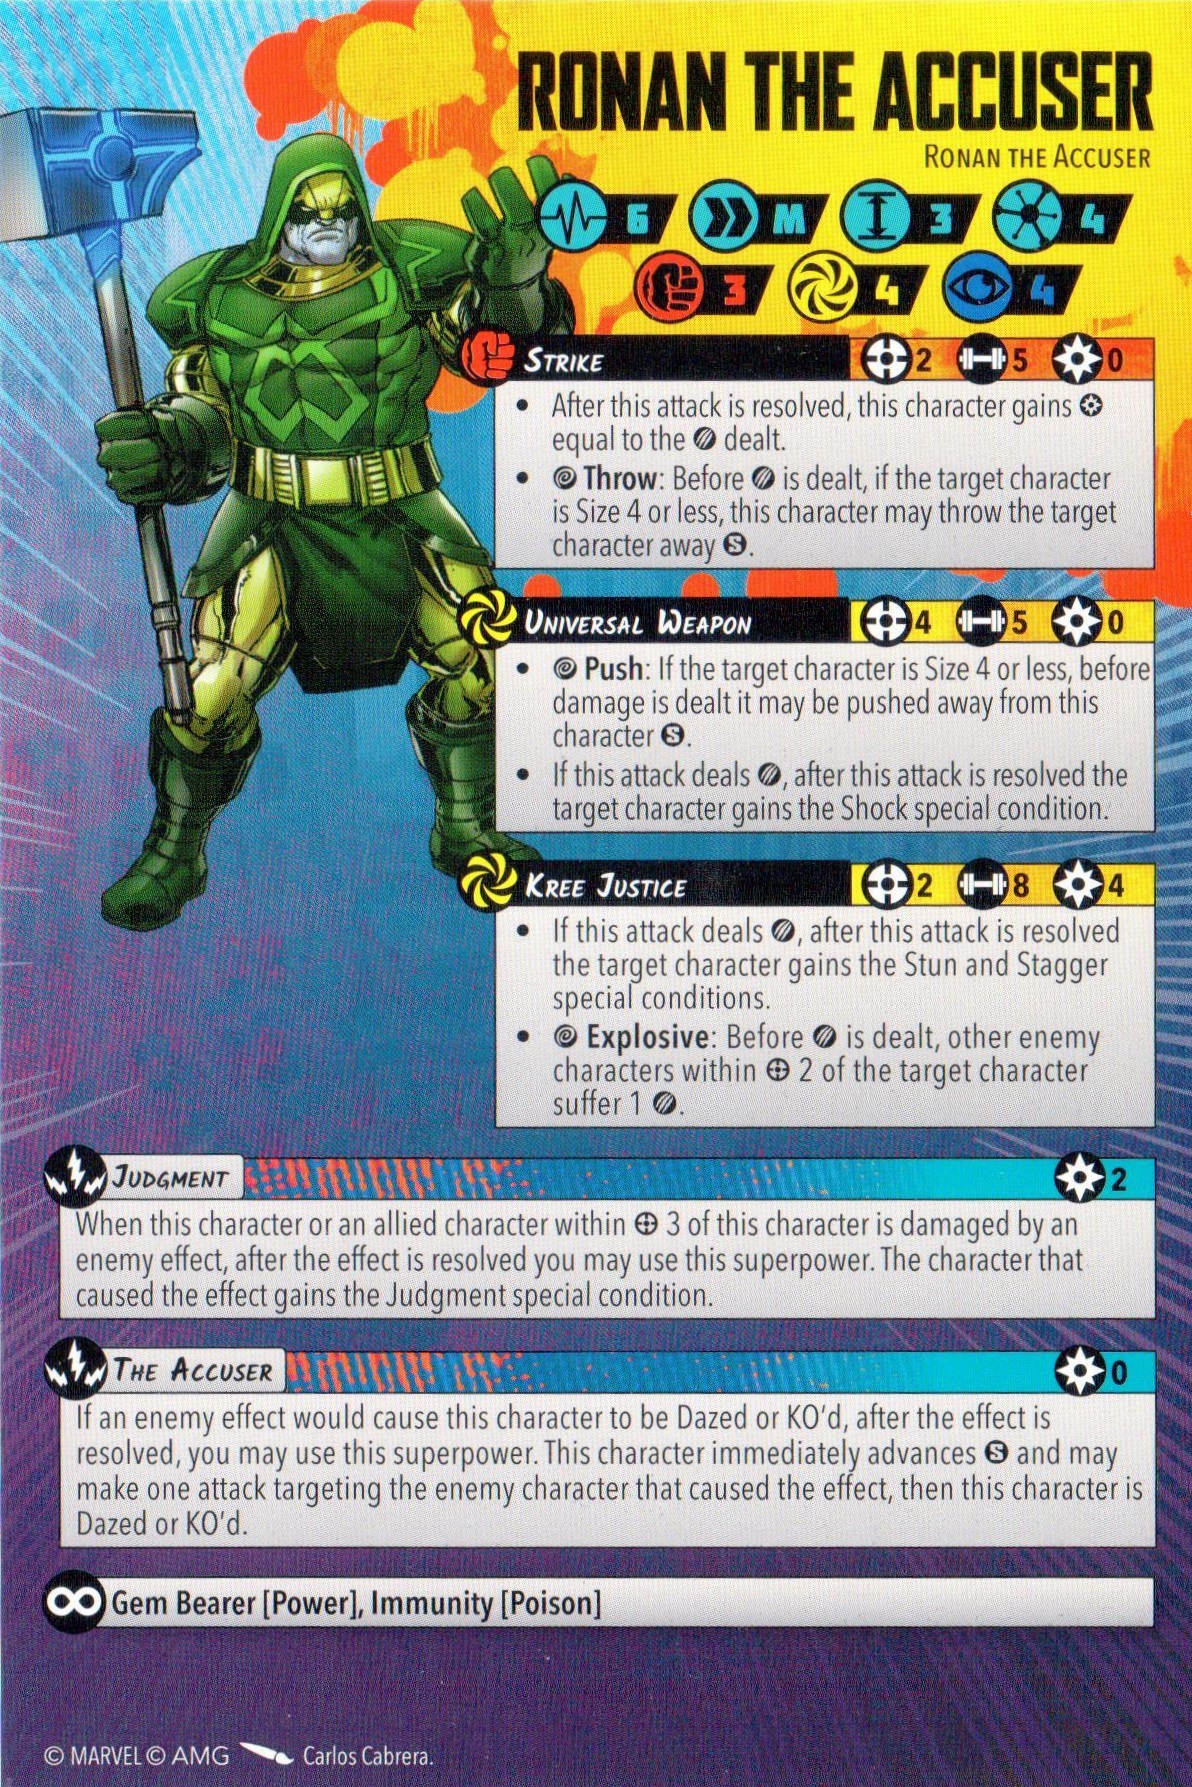 RONAN THE ACCUSER
RONAN THE ACCUSER
6 M 3 4
3 4 4
STRIKE 2 5 0
• After this attack is resolved, this character gains
equal to the dealt.
• Throw: Before is dealt, if the target character
is Size 4 or less, this character may throw the target
character away S.
UNIVERSAL WEAPON 4 5 0
• Push: If the target character is Size 4 or less, before
damage is dealt it may be pushed away from this
character S.
• If this attack deals , after this attack is resolved the
target character gains the Shock special condition.
KREE JUSTICE 2 8 4
• If this attack deals , after this attack is resolved
the target character gains the Stun and Stagger
special conditions.
• Explosive: Before is dealt, other enemy
characters within 2 of the target character
suffer 1 .
JUDGMENT 2
When this character or an allied character within 3 of this character is damaged by an
enemy effect, after the effect is resolved you may use this superpower. The character that
caused the effect gains the Judgment special condition.
THE ACCUSER 0
If an enemy effect would cause this character to be Dazed or KO'd, after the effect is
resolved, you may use this superpower. This character immediately advances S and may
make one attack targeting the enemy character that caused the effect, then this character is
Dazed or KO'd.
Gem Bearer [Power], Immunity [Poison]
© MARVEL © AMG Carlos Cabrera.